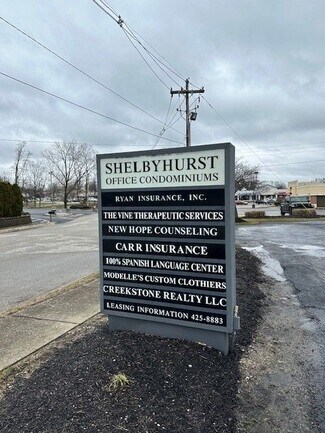 SHELBYHURST
OFFICE CONDOMINIUMS
RYAN INSURANCE, INC.
THE VINE THERAPEUTIC SERVICES
NEW HOPE COUNSELING
CARR INSURANCE
100% SPANISH LANGUAGE CENTER
MODELLE'S CUSTOM CLOTHIERS
CREEKSTONE REALTY LLC
LEASING INFORMATION 425-8883